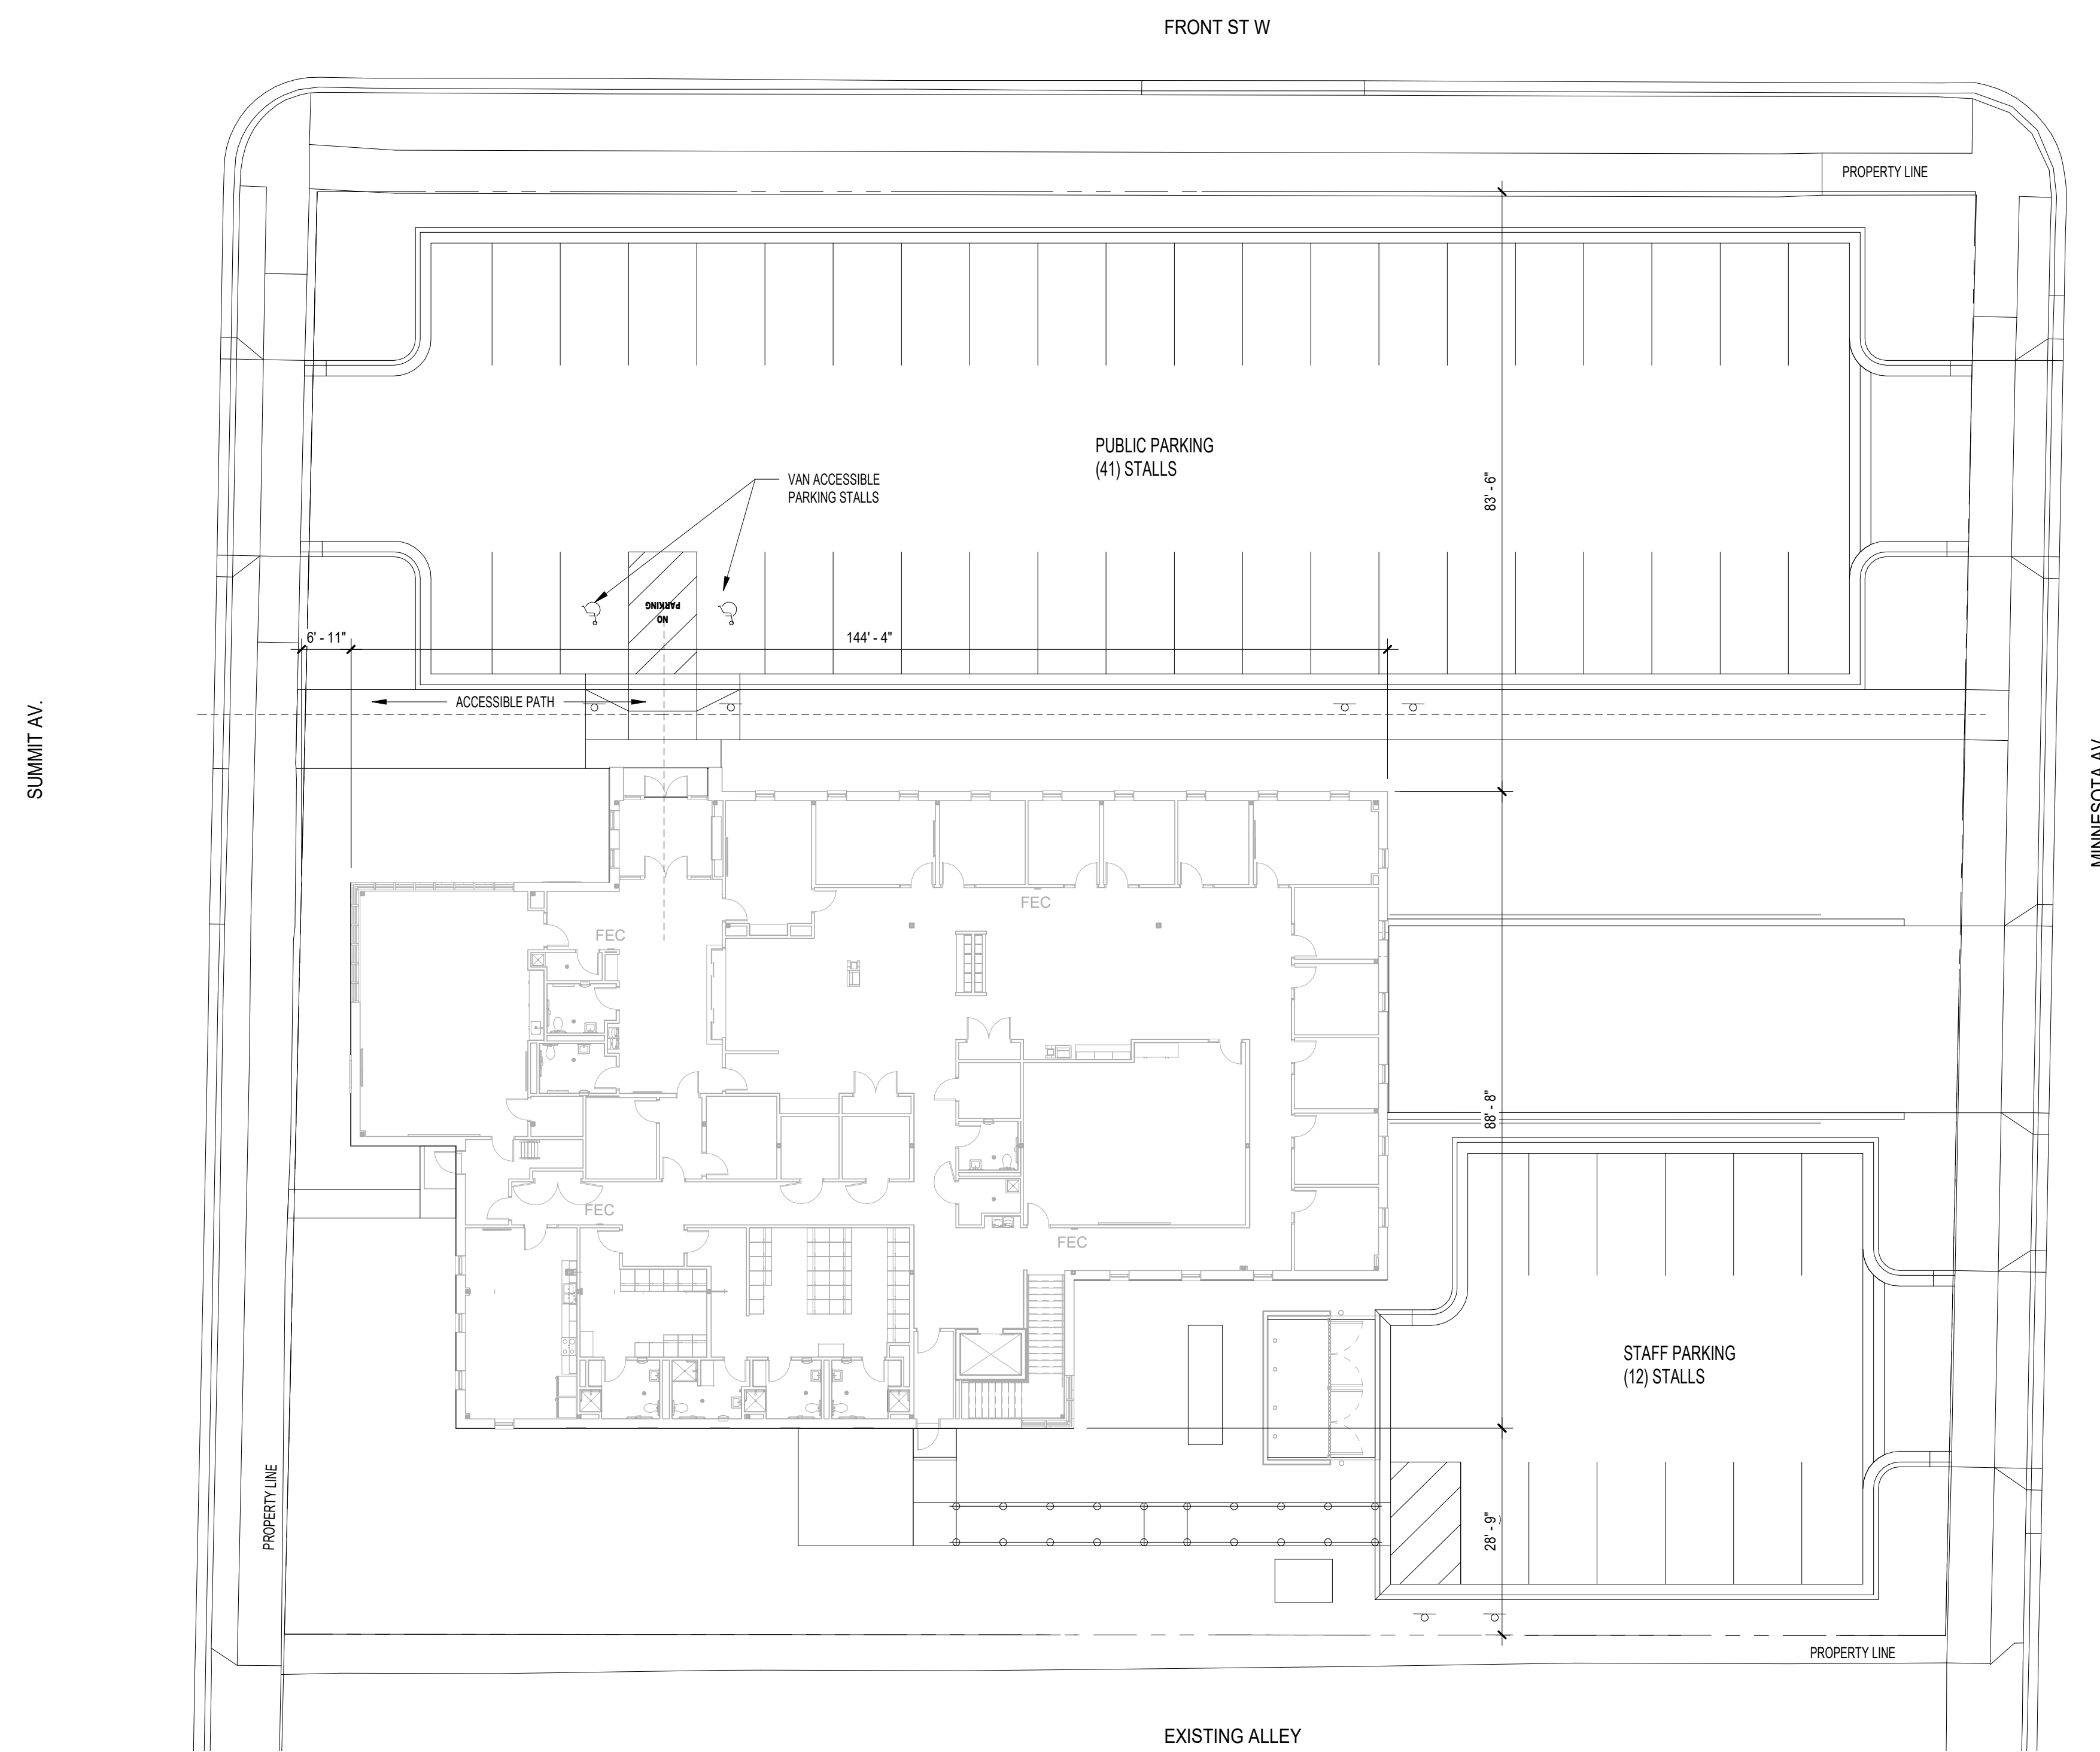 FRONT ST W
PROPERTY LINE
PUBLIC PARKING
(41) STALLS
VAN ACCESSIBLE
PARKING STALLS
83' - 6"
NO
PARKING
6' - 11"
144' - 4"
ACCESSIBLE PATH
SUMMIT AV.
MINNESOTA AV
FEC
FEC
88' - 8"
FEC
FEC
STAFF PARKING
(12) STALLS
PROPERTY LINE
28' - 9"
PROPERTY LINE
EXISTING ALLEY